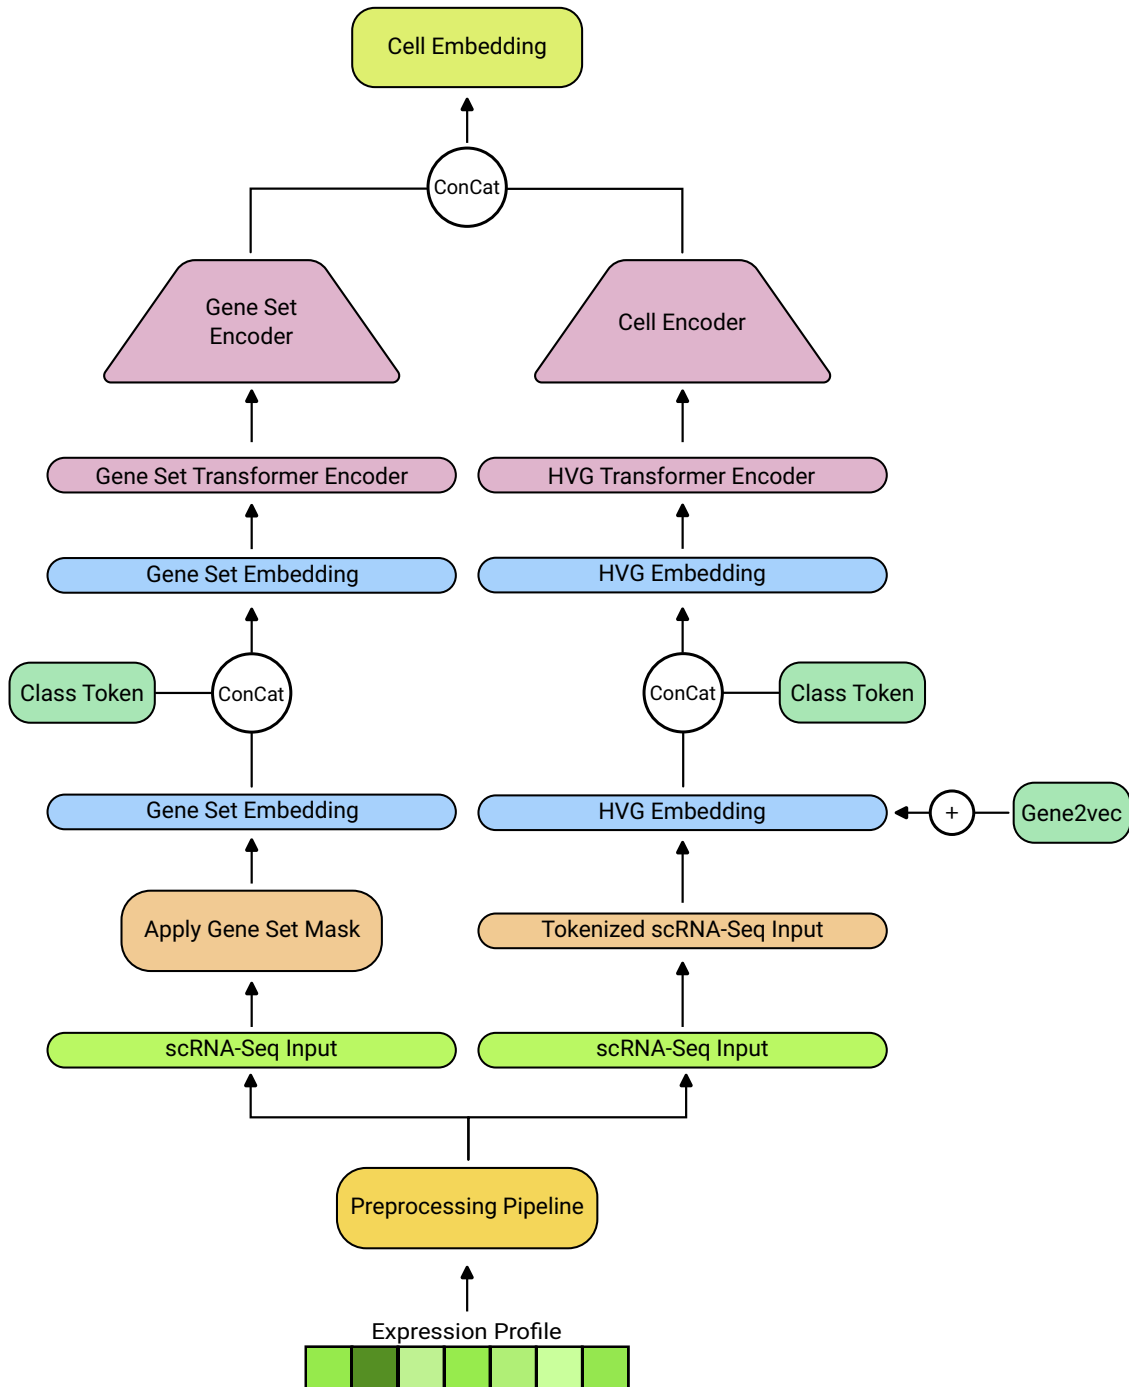 Cell Embedding
ConCat
Gene Set
Encoder
Cell Encoder
Gene Set Transformer Encoder
HVG Transformer Encoder
Gene Set Embedding
HVG Embedding
Class Token
ConCat
ConCat
Class Token
Gene Set Embedding
HVG Embedding
+
Gene2vec
Apply Gene Set Mask
Tokenized scRNA-Seq Input
scRNA-Seq Input
scRNA-Seq Input
Preprocessing Pipeline
Expression Profile